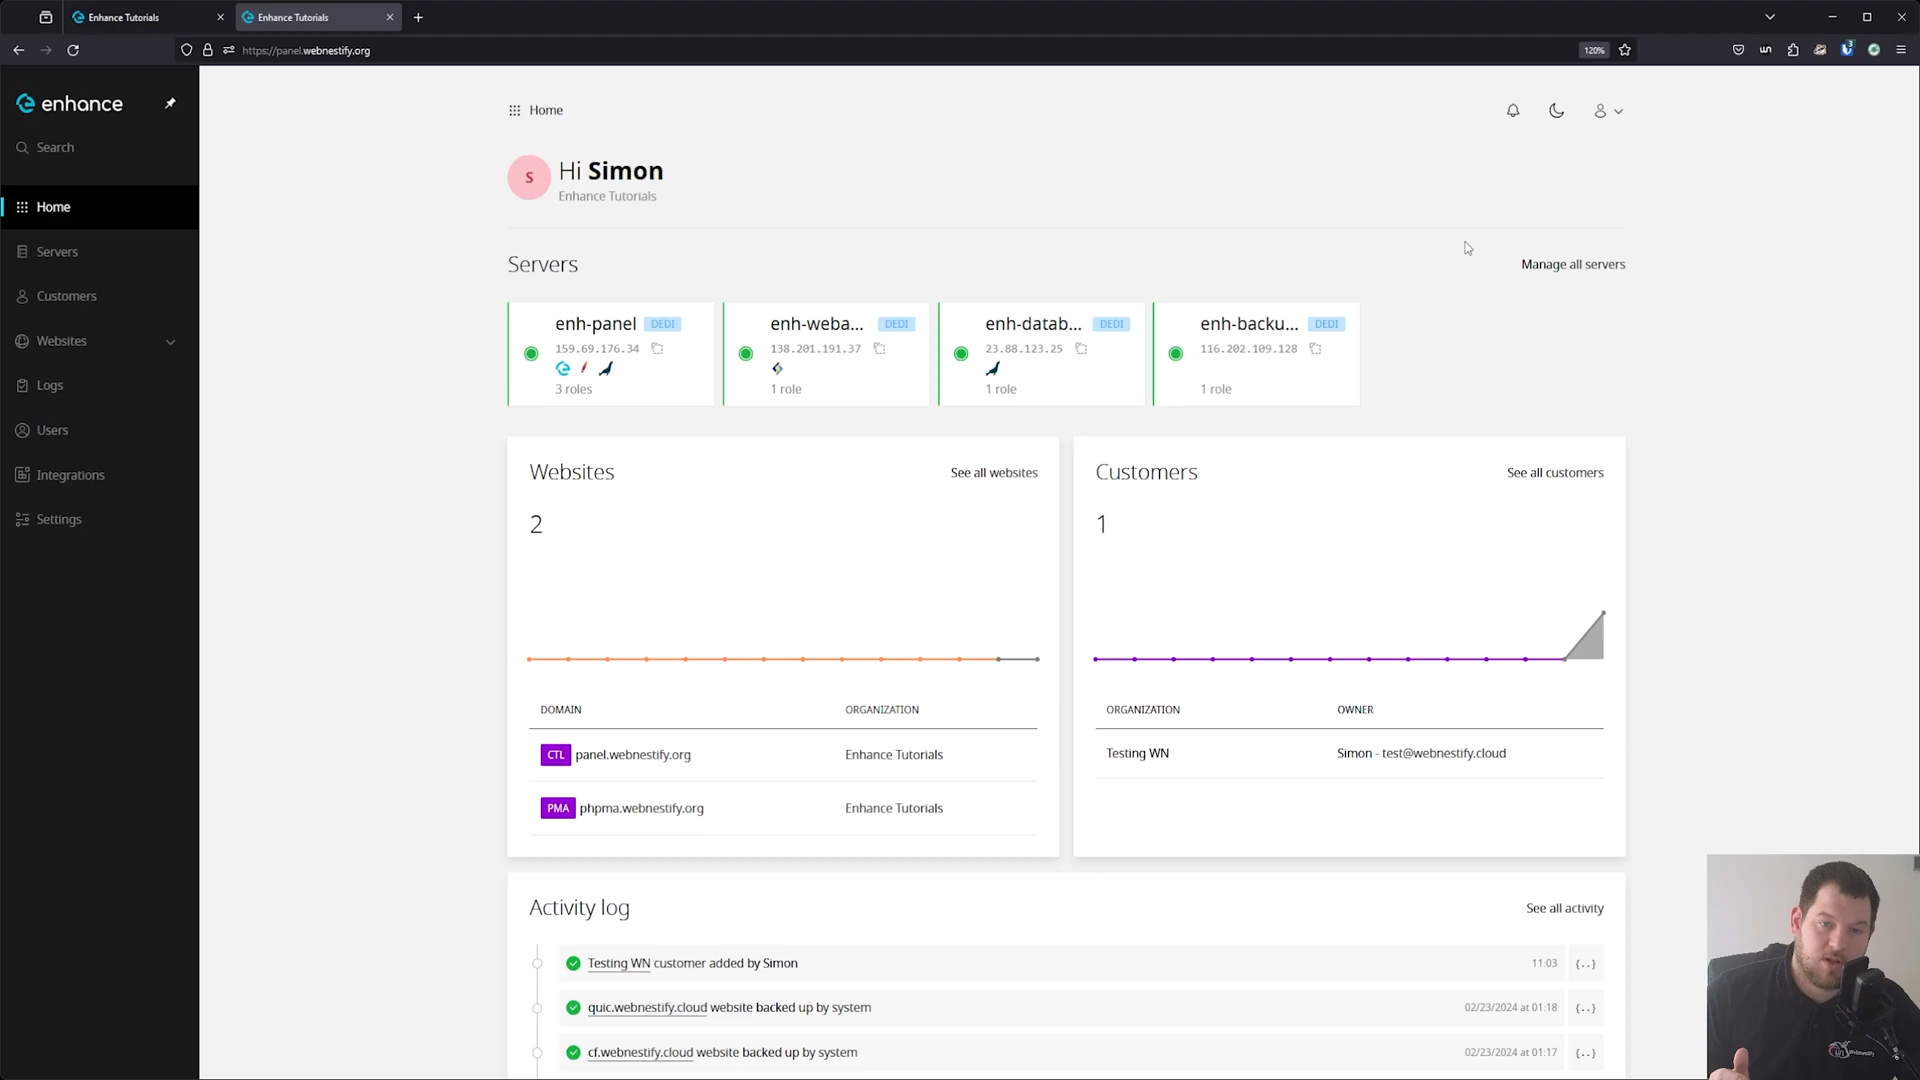 Enhance Tutorials
Enhance Tutorials
https://panel.webnestify.org
120%
un
3
enhance
Search
Home
Servers
Customers
Websites
Logs
Users
Integrations
Settings
Home
S
Hi Simon
Enhance Tutorials
Servers
Manage all servers
enh-panel DEDI
159.69.176.34
3 roles
enh-weba... DEDI
138.201.191.37
1 role
enh-datab... DEDI
23.88.123.25
1 role
enh-backu... DEDI
116.202.109.128
1 role
Websites
See all websites
2
DOMAIN ORGANIZATION
CTL panel.webnestify.org Enhance Tutorials
PMA phpma.webnestify.org Enhance Tutorials
Customers
See all customers
1
ORGANIZATION OWNER
Testing WN Simon - test@webnestify.cloud
Activity log
See all activity
Testing WN customer added by Simon 11:03 {..}
quic.webnestify.cloud website backed up by system 02/23/2024 at 01:18 {..}
cf.webnestify.cloud website backed up by system 02/23/2024 at 01:17 {..}